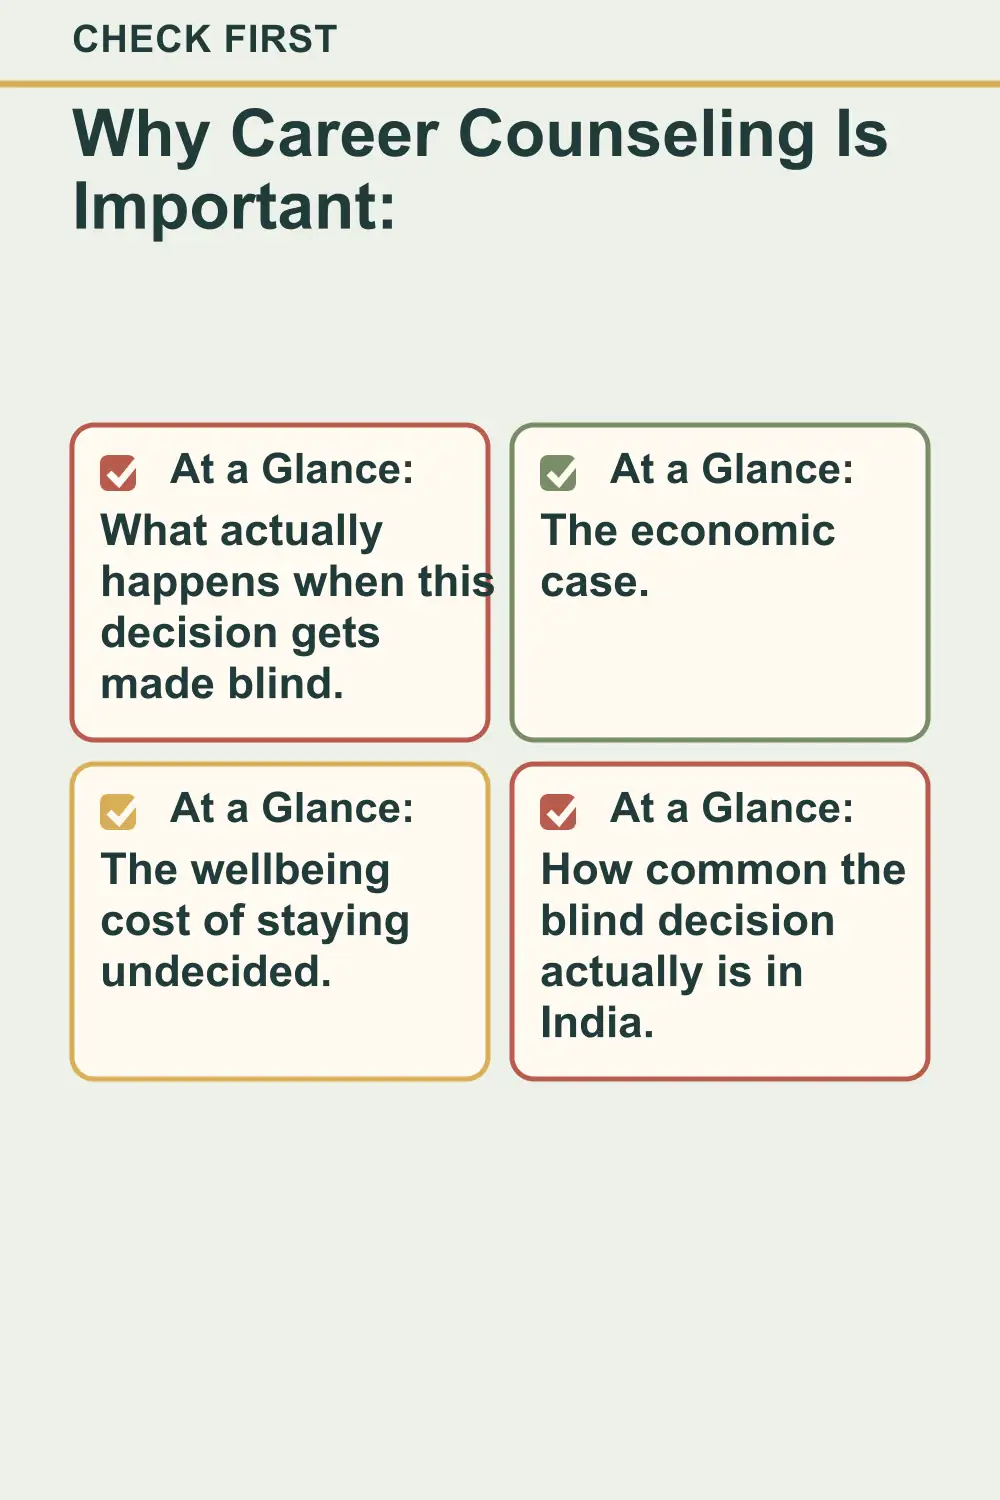 CHECK FIRST
Why Career Counseling Is
Important:
At a Glance:
What actually
happens when this
decision gets
made blind.
At a Glance:
The economic
case.
At a Glance:
The wellbeing
cost of staying
undecided.
At a Glance:
How common the
blind decision
actually is in
India.